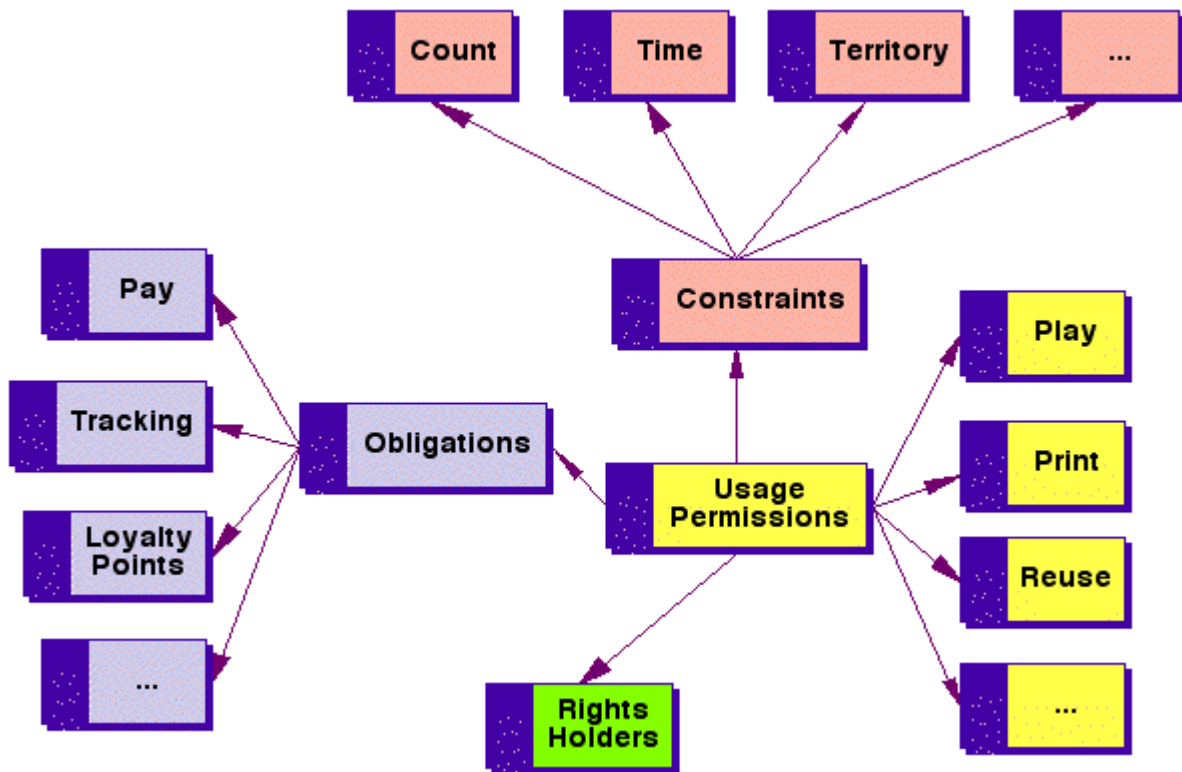 Count
Time
Territory
...
Constraints
Pay
Tracking
Loyalty
Points
...
Obligations
Usage
Permissions
Play
Print
Reuse
...
Rights
Holders